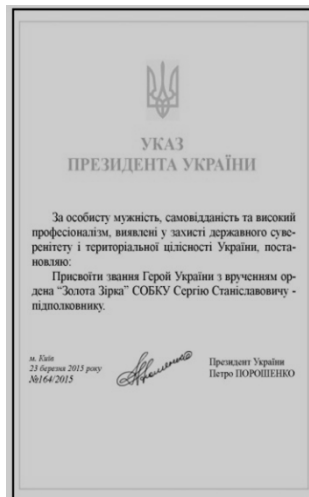 УКАЗ
ПРЕЗИДЕНТА УКРАЇНИ
За особисту мужність, самовідданість та високий
професіоналізм, виявлені у захисті державного суве-
ренітету і територіальної цілісності України, поста-
новляю:
Присвоїти звання Герой України з врученням ор-
дена “Золота Зірка” СОБКУ Сергію Станіславовичу -
підполковнику.
м. Київ
23 березня 2015 року
№164/2015
Президент України
Петро ПОРОШЕНКО